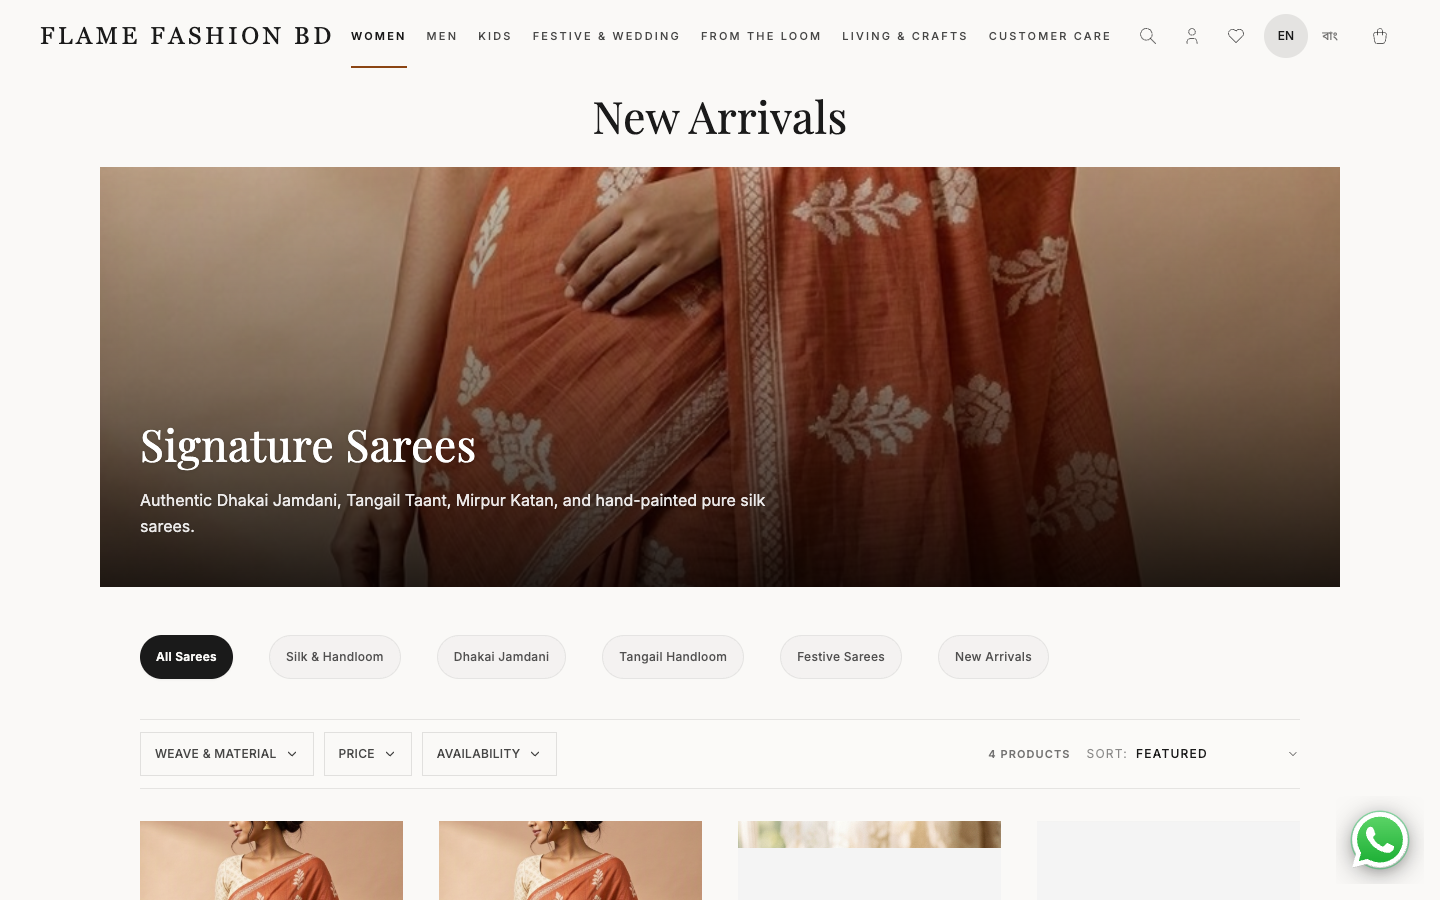 FLAME FASHION BD
WOMEN
MEN
KIDS
FESTIVE & WEDDING
FROM THE LOOM
LIVING & CRAFTS
CUSTOMER CARE
EN
বাং
New Arrivals
Signature Sarees
Authentic Dhakai Jamdani, Tangail Taant, Mirpur Katan, and hand-painted pure silk
sarees.
All Sarees
Silk & Handloom
Dhakai Jamdani
Tangail Handloom
Festive Sarees
New Arrivals
WEAVE & MATERIAL
PRICE
AVAILABILITY
4 PRODUCTS
SORT: FEATURED